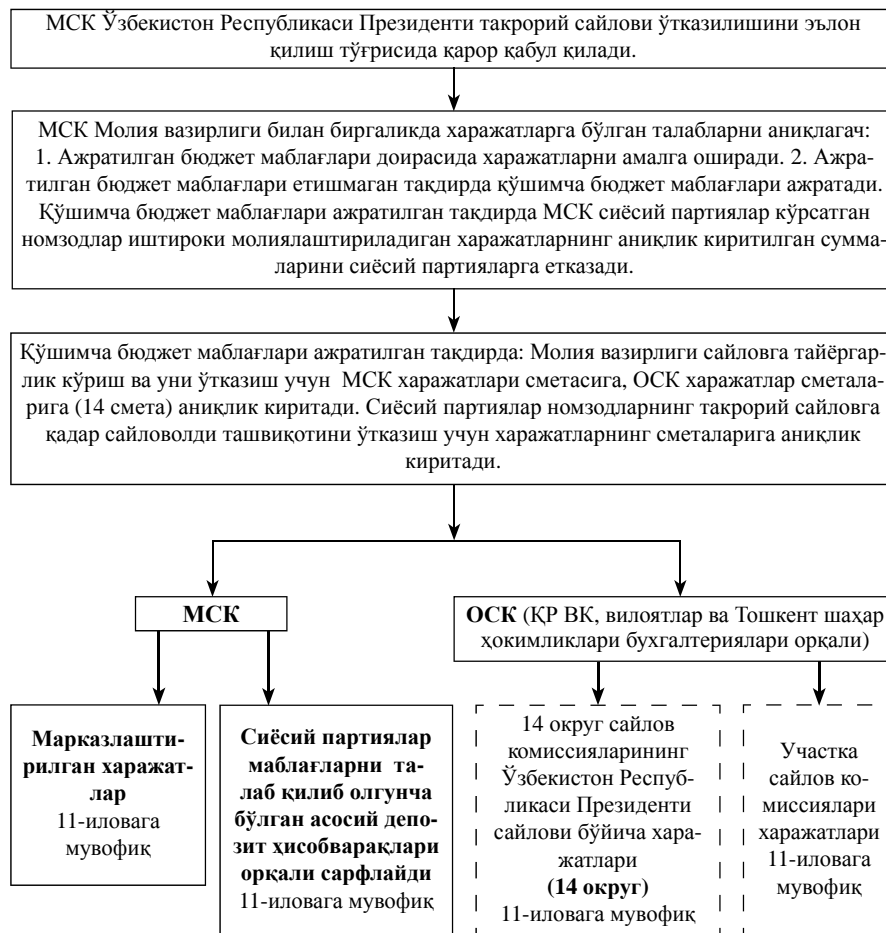 МСК Ўзбекистон Республикаси Президенти такрорий сайлови ўтказилишини эълон
қилиш тўғрисида қарор қабул қилади.
МСК Молия вазирлиги билан биргаликда харажатларга бўлган талабларни аниқлагач:
1. Ажратилган бюджет маблағлари доирасида харажатларни амалга оширади. 2. Ажра-
тилган бюджет маблағлари етишмаган тақдирда қўшимча бюджет маблағлари ажратади.
Қўшимча бюджет маблағлари ажратилган тақдирда МСК сиёсий партиялар кўрсатган
номзодлар иштироки молиялаштириладиган харажатларнинг аниқлик киритилган сумма-
ларини сиёсий партияларга етказади.
Қўшимча бюджет маблағлари ажратилган тақдирда: Молия вазирлиги сайловга тайёргар-
лик кўриш ва уни ўтказиш учун МСК харажатлари сметасига, ОСК харажатлар смета­ла-
рига (14 смета) аниқлик киритади. Сиёсий партиялар номзодларнинг такрорий сайловга
қадар сайловолди ташвиқотини ўтказиш учун харажатларнинг сметаларига аниқлик
киритади.
МСК
ОСК (ҚР ВК, вилоятлар ва Тошкент шаҳар
ҳокимликлари бухгалтериялари орқали)
Марказлашти-
рилган харажат-
лар
11-иловага
мувофиқ
Сиёсий партиялар
маблағларни та-
лаб қилиб олгунча
бўлган асосий депо-
зит ҳисобварақлари
орқали сарфлайди
11-иловага мувофиқ
14 округ сайлов
комиссияларининг
Ўзбекистон Респуб-
ликаси Президенти
сайлови бўйича хара-
жатлари
(14 округ)
11-иловага мувофиқ
Участка
сайлов ко-
миссиялари
харажатлари
11-иловага
мувофиқ